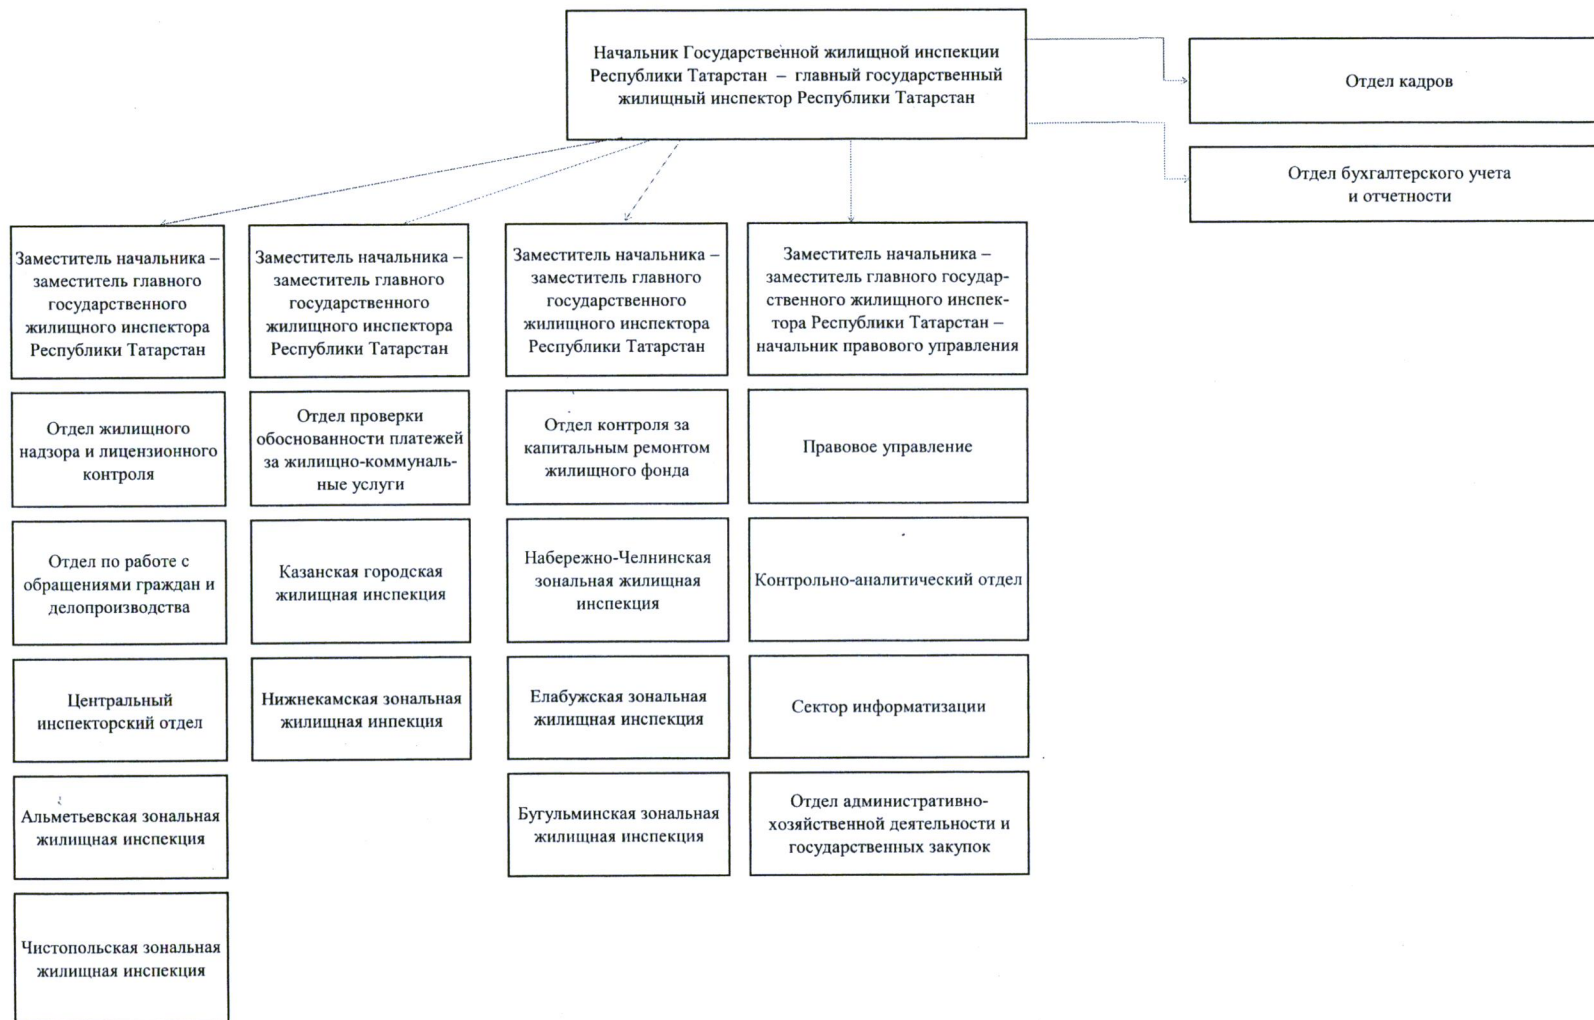 Начальник Государственной жилищной инспекции
Республики Татарстан – главный государственный
жилищный инспектор Республики Татарстан
Отдел кадров
Отдел бухгалтерского учета
и отчетности
Заместитель начальника –
заместитель главного
государственного
жилищного инспектора
Республики Татарстан
Заместитель начальника –
заместитель главного
государственного
жилищного инспектора
Республики Татарстан
Заместитель начальника –
заместитель главного
государственного
жилищного инспектора
Республики Татарстан
Заместитель начальника –
заместитель главного государ-
ственного жилищного инспек-
тора Республики Татарстан –
начальник правового управления
Отдел жилищного
надзора и лицензионного
контроля
Отдел проверки
обоснованности платежей
за жилищно-коммуналь-
ные услуги
Отдел контроля за
капитальным ремонтом
жилищного фонда
Правовое управление
Отдел по работе с
обращениями граждан и
делопроизводства
Казанская городская
жилищная инспекция
Набережно-Челнинская
зональная жилищная
инспекция
Контрольно-аналитический отдел
Центральный
инспекторский отдел
Нижнекамская зональная
жилищная инпекция
Елабужская зональная
жилищная инспекция
Сектор информатизации
Альметьевская зональная
жилищная инспекция
Бугульминская зональная
жилищная инспекция
Отдел административно-
хозяйственной деятельности и
государственных закупок
Чистопольская зональная
жилищная инспекция